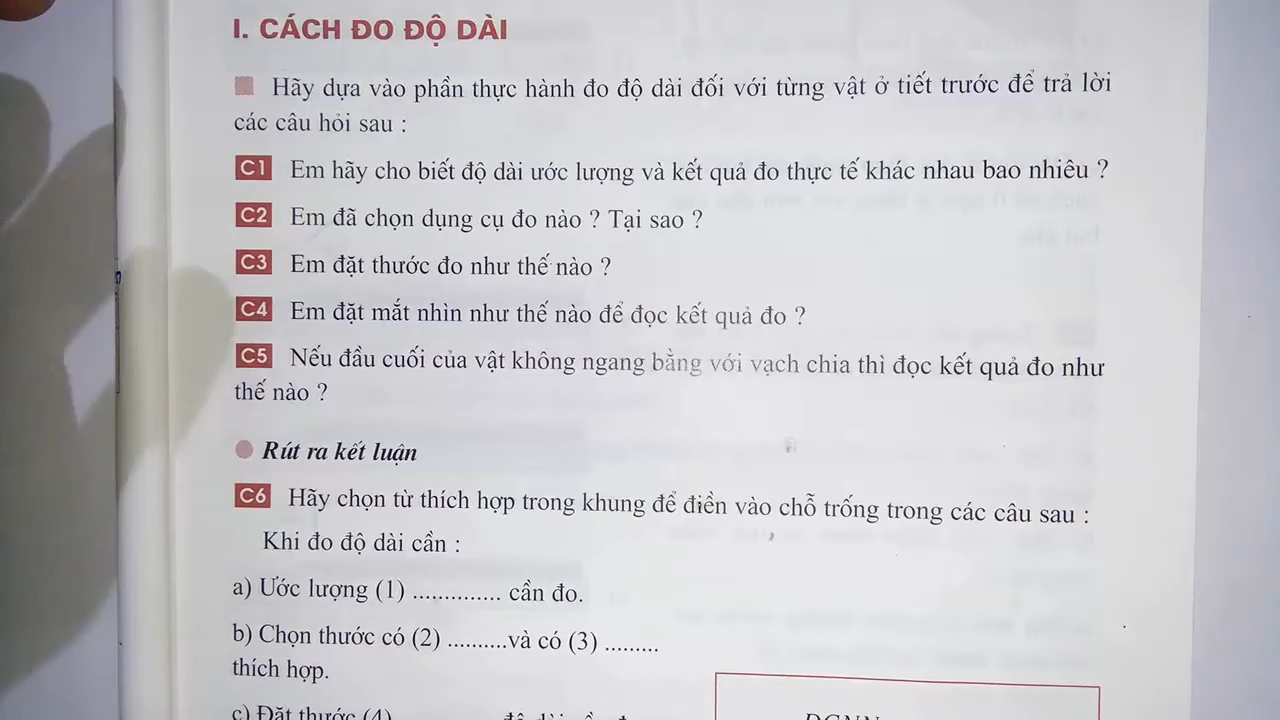 I. CÁCH ĐO ĐỘ DÀI
Hãy dựa vào phần thực hành đo độ dài đối với từng vật ở tiết trước để trả lời
các câu hỏi sau :
C1 Em hãy cho biết độ dài ước lượng và kết quả đo thực tế khác nhau bao nhiêu ?
C2 Em đã chọn dụng cụ đo nào ? Tại sao ?
C3 Em đặt thước đo như thế nào ?
C4 Em đặt mắt nhìn như thế nào để đọc kết quả đo ?
C5 Nếu đầu cuối của vật không ngang bằng với vạch chia thì đọc kết quả đo như
thế nào ?
Rút ra kết luận
C6 Hãy chọn từ thích hợp trong khung để điền vào chỗ trống trong các câu sau :
Khi đo độ dài cần :
a) Ước lượng (1) .............. cần đo.
b) Chọn thước có (2) ..........và có (3) .........
thích hợp.
c) Đặt thước (4) độ dài